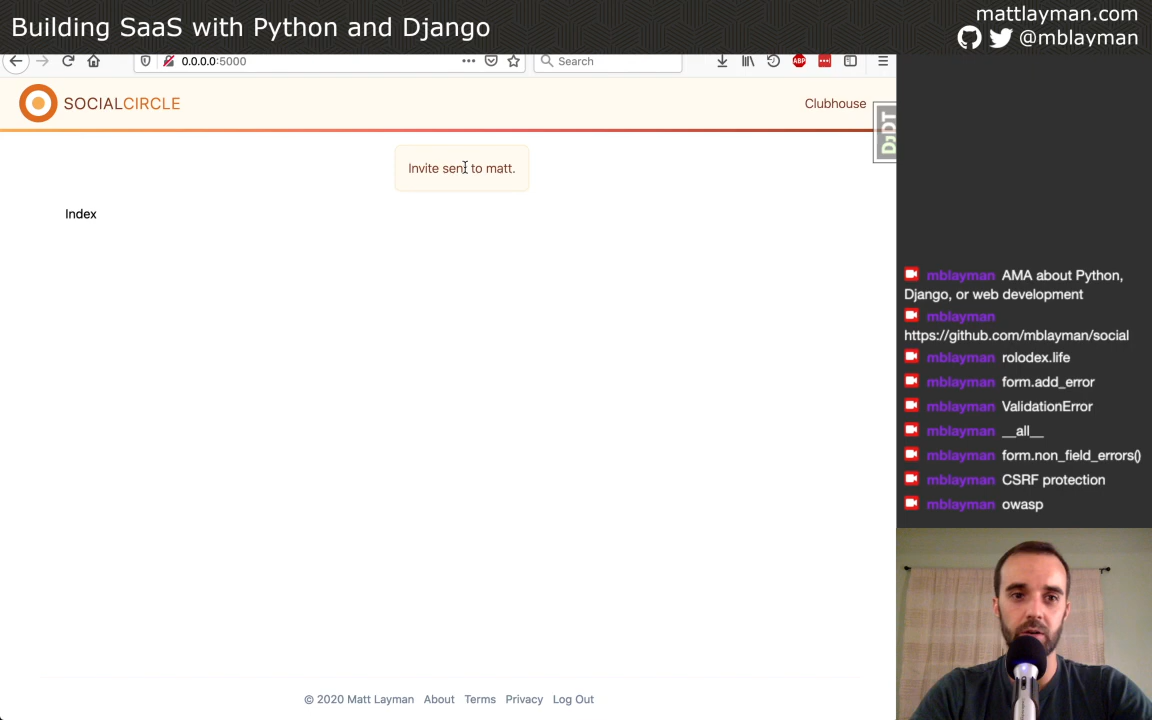 Building SaaS with Python and Django
mattlayman.com
@mblayman
0.0.0.0:5000
Search
ABP
SOCIALCIRCLE
Clubhouse
DjDT
Invite sent to matt.
Index
mblayman AMA about Python,
Django, or web development
mblayman
https://github.com/mblayman/social
mblayman rolodex.life
mblayman form.add_error
mblayman ValidationError
mblayman __all__
mblayman form.non_field_errors()
mblayman CSRF protection
mblayman owasp
© 2020 Matt Layman About Terms Privacy Log Out